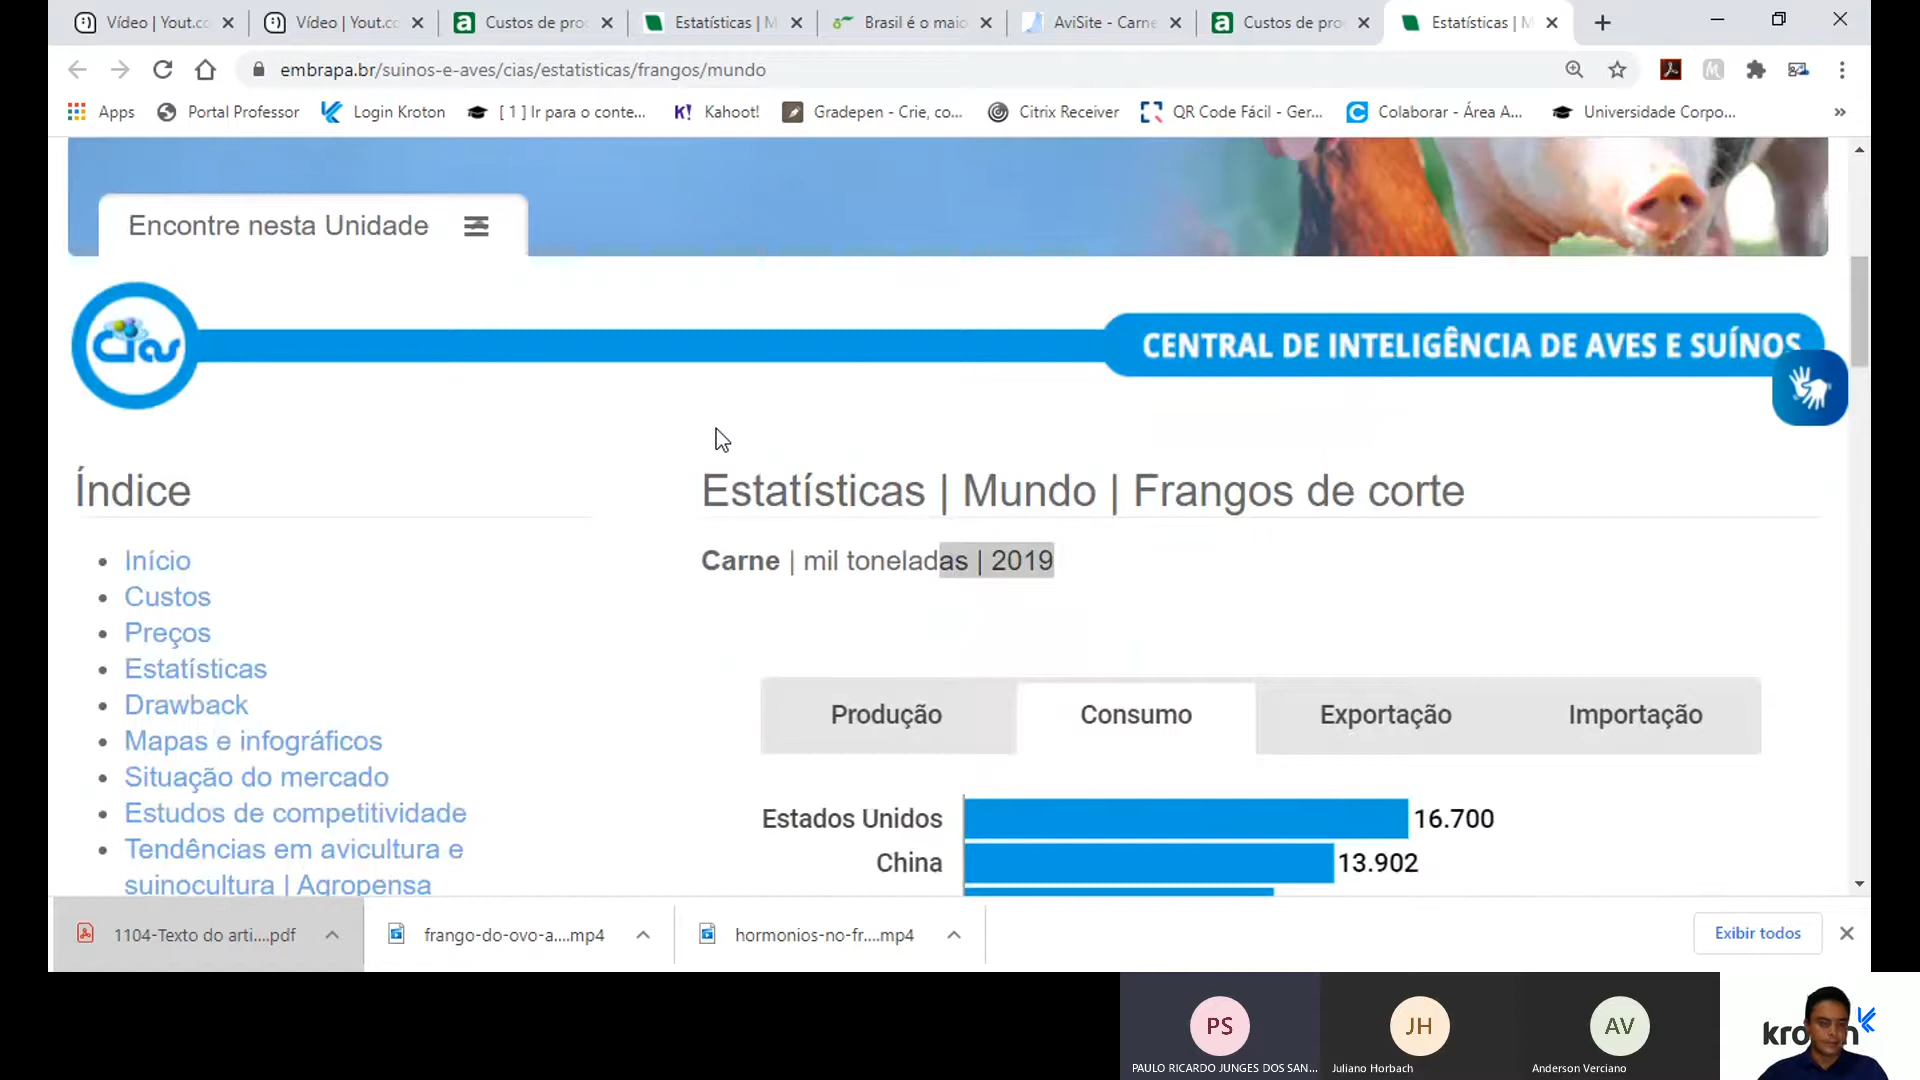 Vídeo | Yout.cc
Vídeo | Yout.cc
Custos de proc
Estatísticas | M
Brasil é o maio
AviSite - Carne
Custos de proc
Estatísticas | M
embrapa.br/suinos-e-aves/cias/estatisticas/frangos/mundo
Apps
Portal Professor
Login Kroton
[ 1 ] Ir para o conte...
K! Kahoot!
Gradepen - Crie, co...
Citrix Receiver
QR Code Fácil - Ger...
Colaborar - Área A...
Universidade Corpo...
»
Encontre nesta Unidade
cias
CENTRAL DE INTELIGÊNCIA DE AVES E SUÍNOS
Índice
Início
Custos
Preços
Estatísticas
Drawback
Mapas e infográficos
Situação do mercado
Estudos de competitividade
Tendências em avicultura e
suinocultura | Agropensa
Estatísticas | Mundo | Frangos de corte
Carne | mil toneladas | 2019
Produção
Consumo
Exportação
Importação
Estados Unidos 16.700
China 13.902
1104-Texto do arti....pdf
frango-do-ovo-a....mp4
hormonios-no-fr....mp4
Exibir todos
PS
JH
AV
PAULO RICARDO JUNGES DOS SAN...
Juliano Horbach
Anderson Verciano